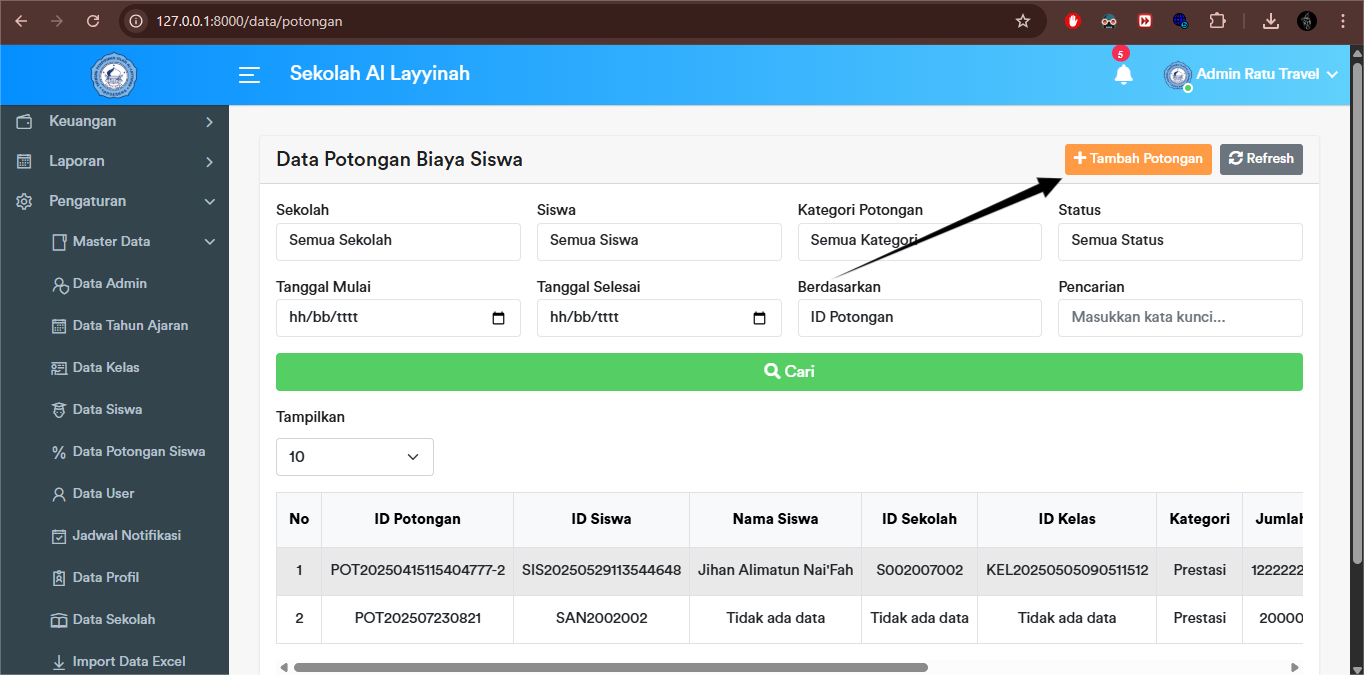 127.0.0.1:8000/data/potongan
Sekolah Al Layyinah
5
Admin Ratu Travel
Keuangan
Laporan
Pengaturan
Master Data
Data Admin
Data Tahun Ajaran
Data Kelas
Data Siswa
Data Potongan Siswa
Data User
Jadwal Notifikasi
Data Profil
Data Sekolah
Import Data Excel
Data Potongan Biaya Siswa
Tambah Potongan Refresh
Sekolah Siswa Kategori Potongan Status
Semua Sekolah Semua Siswa Semua Kategori Semua Status
Tanggal Mulai Tanggal Selesai Berdasarkan Pencarian
hh/bb/tttt hh/bb/tttt ID Potongan Masukkan kata kunci...
Cari
Tampilkan
10
No ID Potongan ID Siswa Nama Siswa ID Sekolah ID Kelas Kategori Jumlah
1 POT20250415115404777-2 SIS20250529113544648 Jihan Alimatun Nai'Fah S002007002 KEL20250505090511512 Prestasi 1222222
2 POT202507230821 SAN2002002 Tidak ada data Tidak ada data Tidak ada data Prestasi 20000